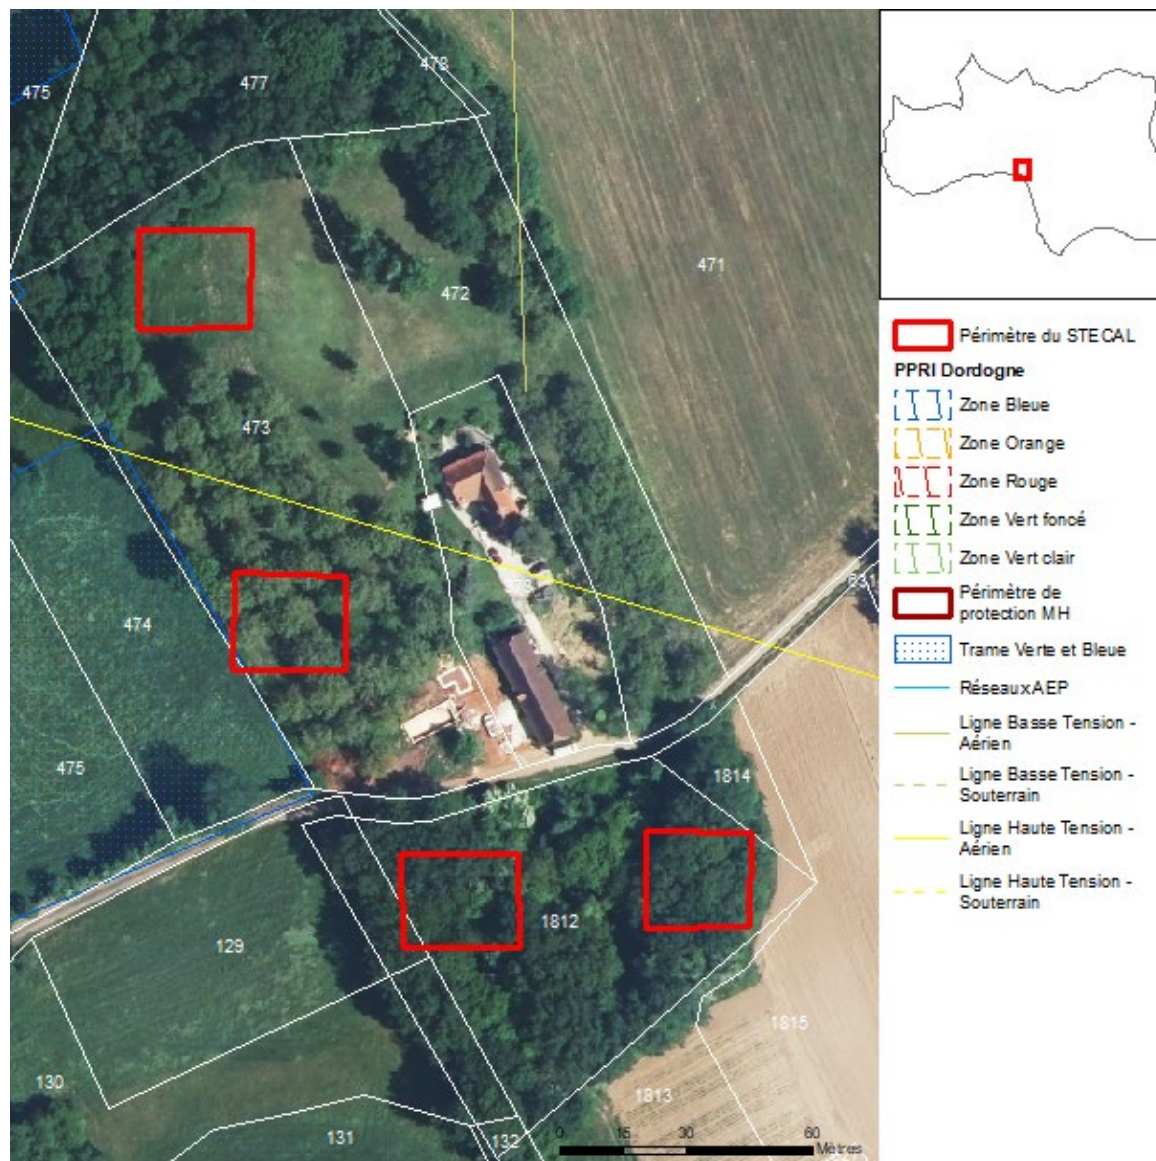 475
477
478
471
472
473
474
475
631
1814
1812
129
1815
130
1813
131
132
0 15 30 60
Mètres
Périmètre du STECAL
PPRI Dordogne
Zone Bleue
Zone Orange
Zone Rouge
Zone Vert foncé
Zone Vert clair
Périmètre de
protection MH
Trame Verte et Bleue
Réseaux AEP
Ligne Basse Tension -
Aérien
Ligne Basse Tension -
Souterrain
Ligne Haute Tension -
Aérien
Ligne Haute Tension -
Souterrain